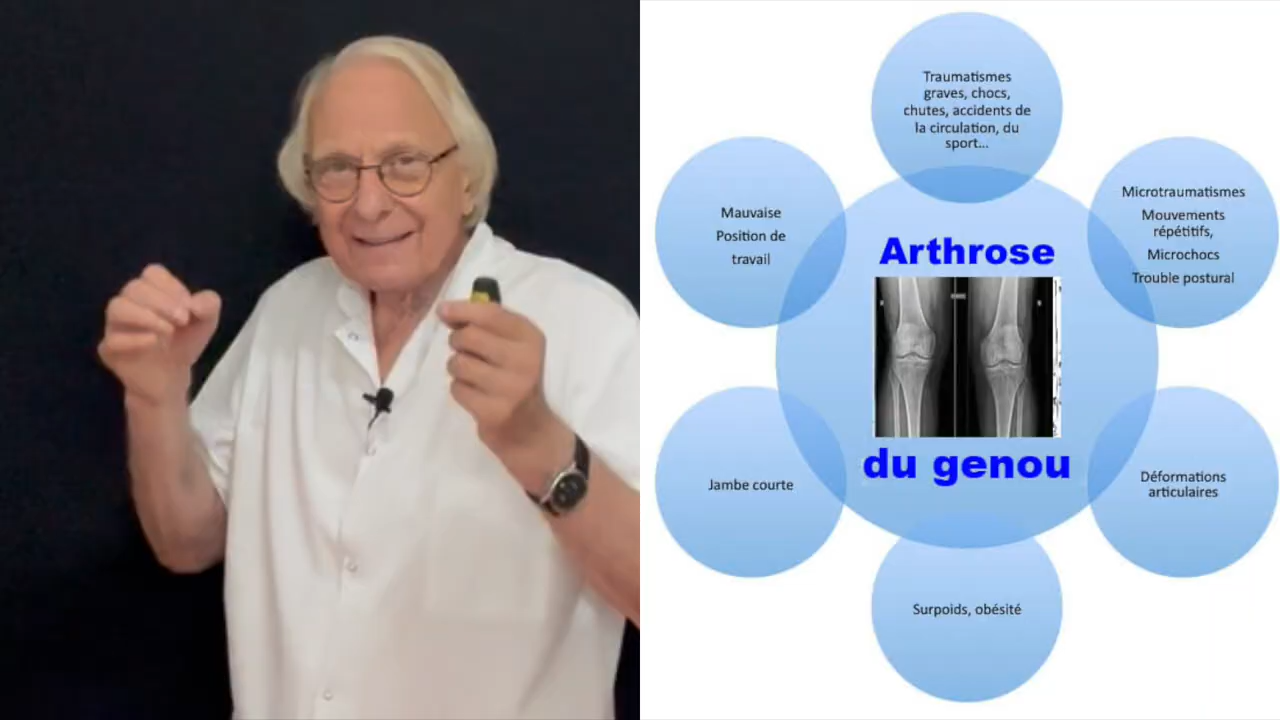 Traumatismes
graves, chocs,
chutes, accidents de
la circulation, du
sport...
Mauvaise
Position de
travail
Microtraumatismes
Mouvements
répétitifs,
Microchocs
Trouble postural
Arthrose
du genou
Jambe courte
Déformations
articulaires
Surpoids, obésité